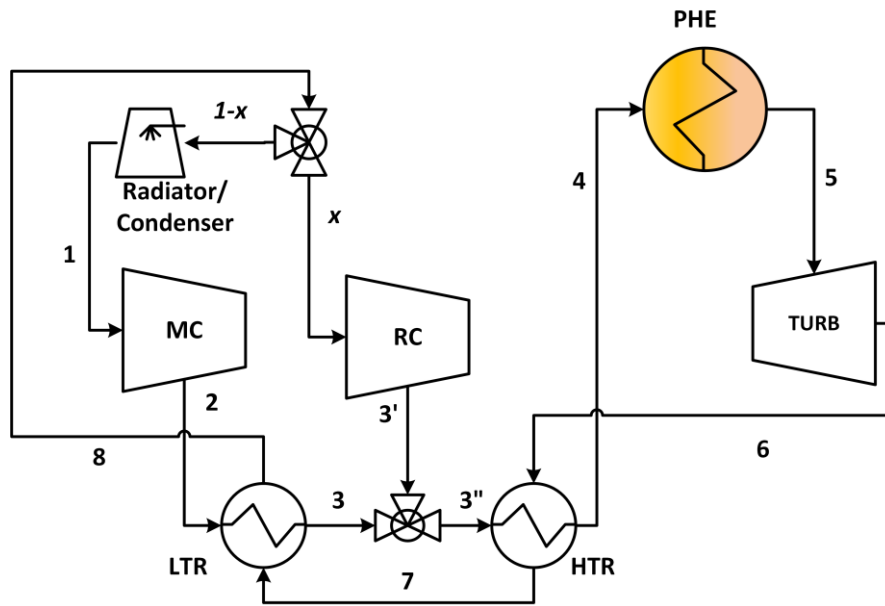 PHE
1-x
Radiator/
Condenser
x
4
5
1
MC
RC
TURB
2
3'
8
6
3
3"
LTR
7
HTR